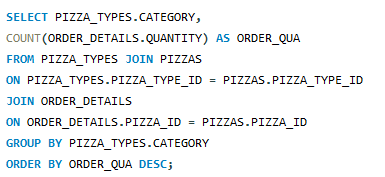 SELECT PIZZA_TYPES.CATEGORY,
COUNT(ORDER_DETAILS.QUANTITY) AS ORDER_QUA
FROM PIZZA_TYPES JOIN PIZZAS
ON PIZZA_TYPES.PIZZA_TYPE_ID = PIZZAS.PIZZA_TYPE_ID
JOIN ORDER_DETAILS
ON ORDER_DETAILS.PIZZA_ID = PIZZAS.PIZZA_ID
GROUP BY PIZZA_TYPES.CATEGORY
ORDER BY ORDER_QUA DESC;